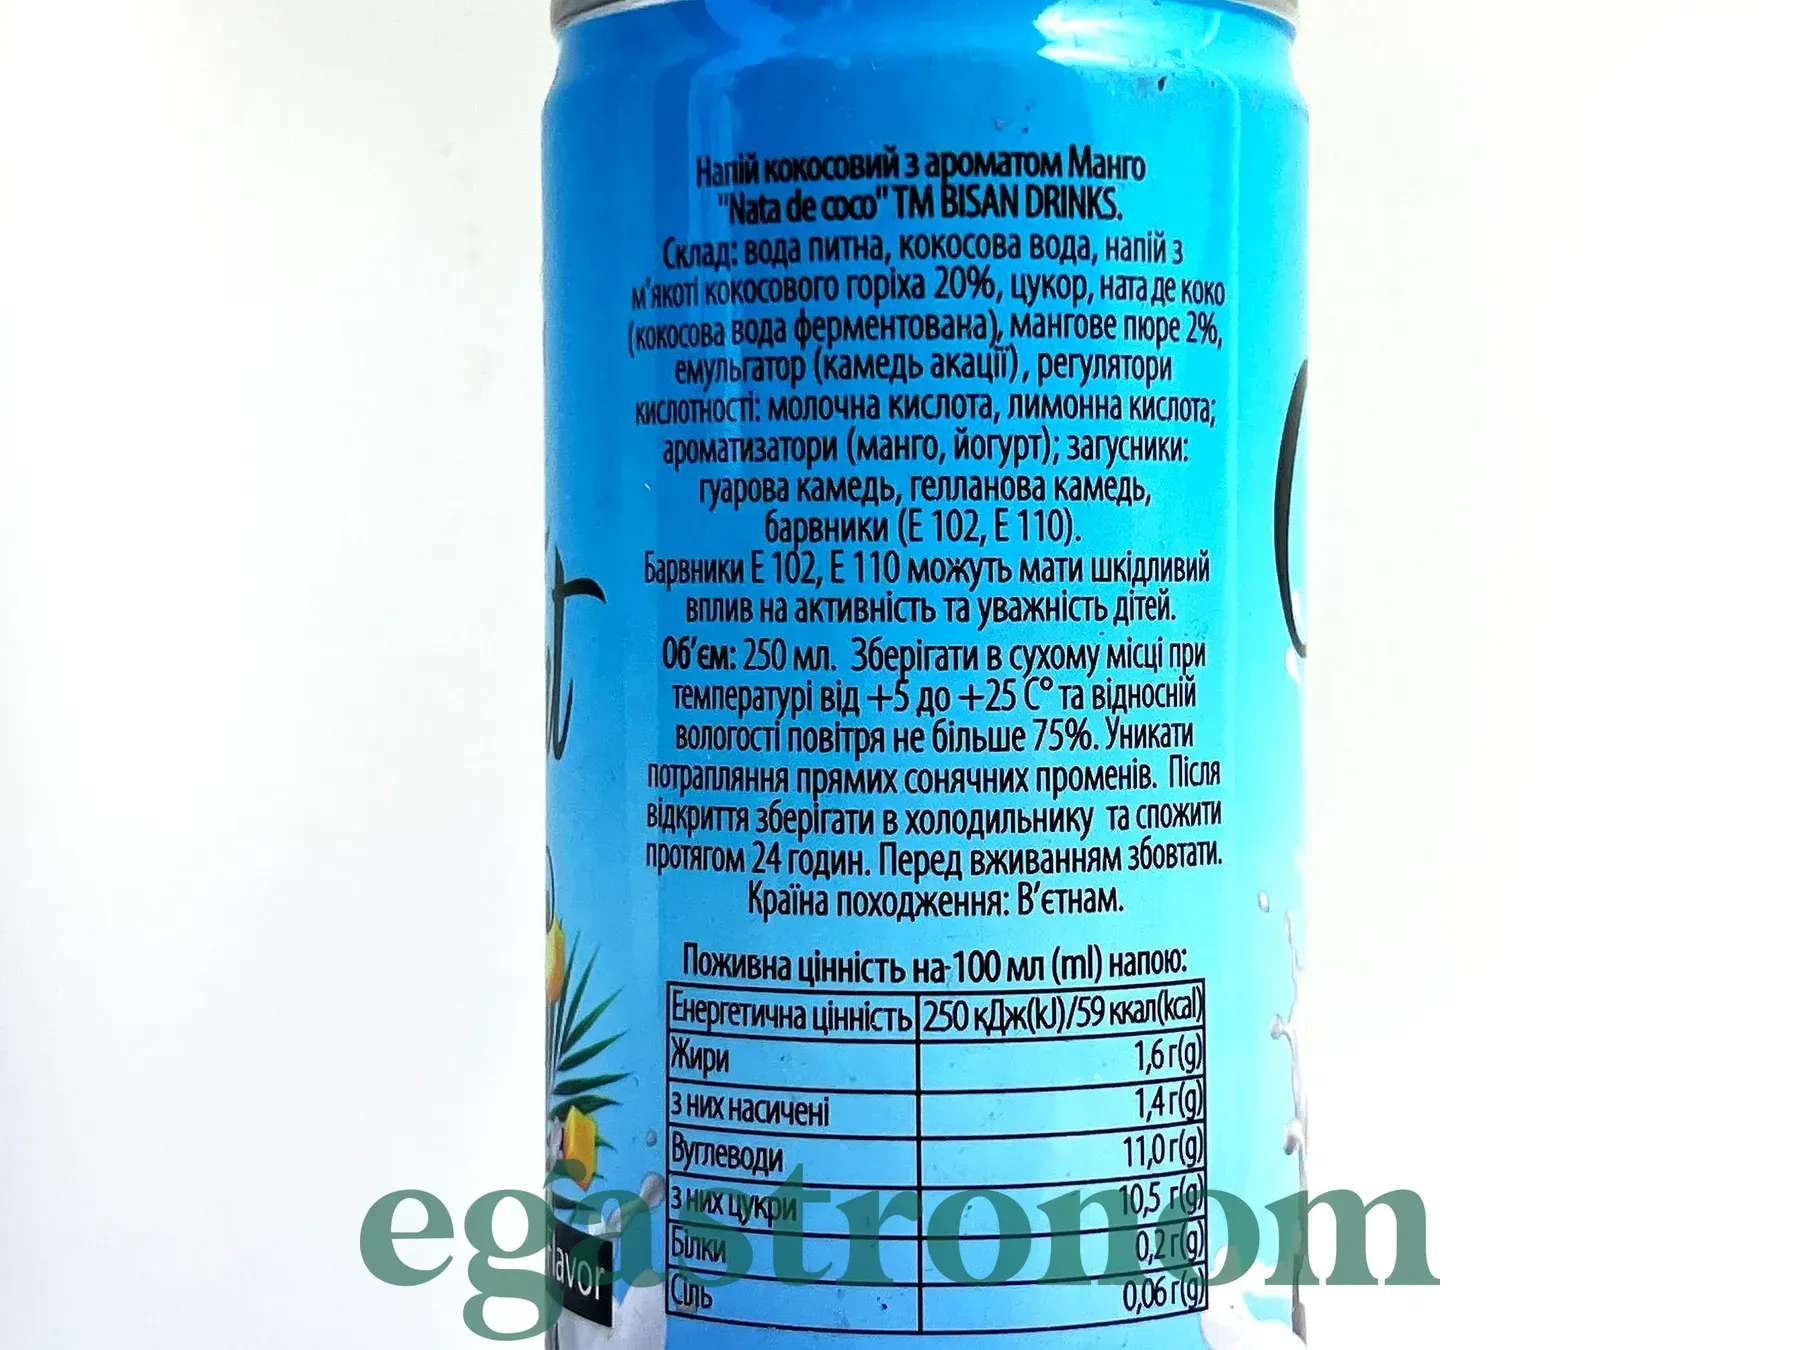 Напій кокосовий з ароматом Манго
"Nata de coco" TM BISAN DRINKS.
Склад: вода питна, кокосова вода, напій з
м'якоті кокосового горіха 20%, цукор, ната де коко
(кокосова вода ферментована), мангове пюре 2%,
емульгатор (камедь акації), регулятори
кислотності: молочна кислота, лимонна кислота;
ароматизатори (манго, йогурт); загусники:
гуарова камедь, гелланова камедь,
барвники (Е 102, Е 110).
Барвники Е 102, Е 110 можуть мати шкідливий
вплив на активність та уважність дітей.
Об'єм: 250 мл. Зберігати в сухому місці при
температурі від +5 до +25 С° та відносній
вологості повітря не більше 75%. Уникати
потрапляння прямих сонячних променів. Після
відкриття зберігати в холодильнику та спожити
протягом 24 годин. Перед вживанням збовтати.
Країна походження: В'єтнам.
Поживна цінність на 100 мл (ml) напою:
Енергетична цінність 250 кДж(kJ)/59 ккал(kcal)
Жири 1,6 г(g)
з них насичені 1,4 г(g)
Вуглеводи 11,0 г(g)
з них цукри 10,5 г(g)
Білки 0,2 г(g)
Сіль 0,06 г(g)
flavor
egastronom